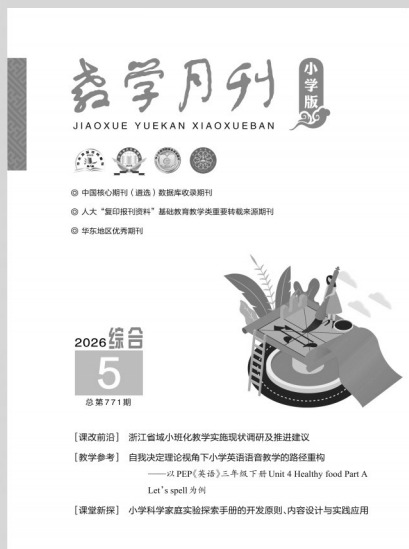 教学月刊
小学版
JIAOXUE YUEKAN XIAOXUEBAN
◎ 中国核心期刊（遴选）数据库收录期刊
◎ 人大“复印报刊资料”基础教育教学类重要转载来源期刊
◎ 华东地区优秀期刊
2026 综合
5
总第771期
［课改前沿］ 浙江省域小班化教学实施现状调研及推进建议
［教学参考］ 自我决定理论视角下小学英语语音教学的路径重构
——以PEP《英语》三年级下册Unit 4 Healthy food Part A
Let’s spell为例
［课堂新探］ 小学科学家庭实验探索手册的开发原则、内容设计与实践应用